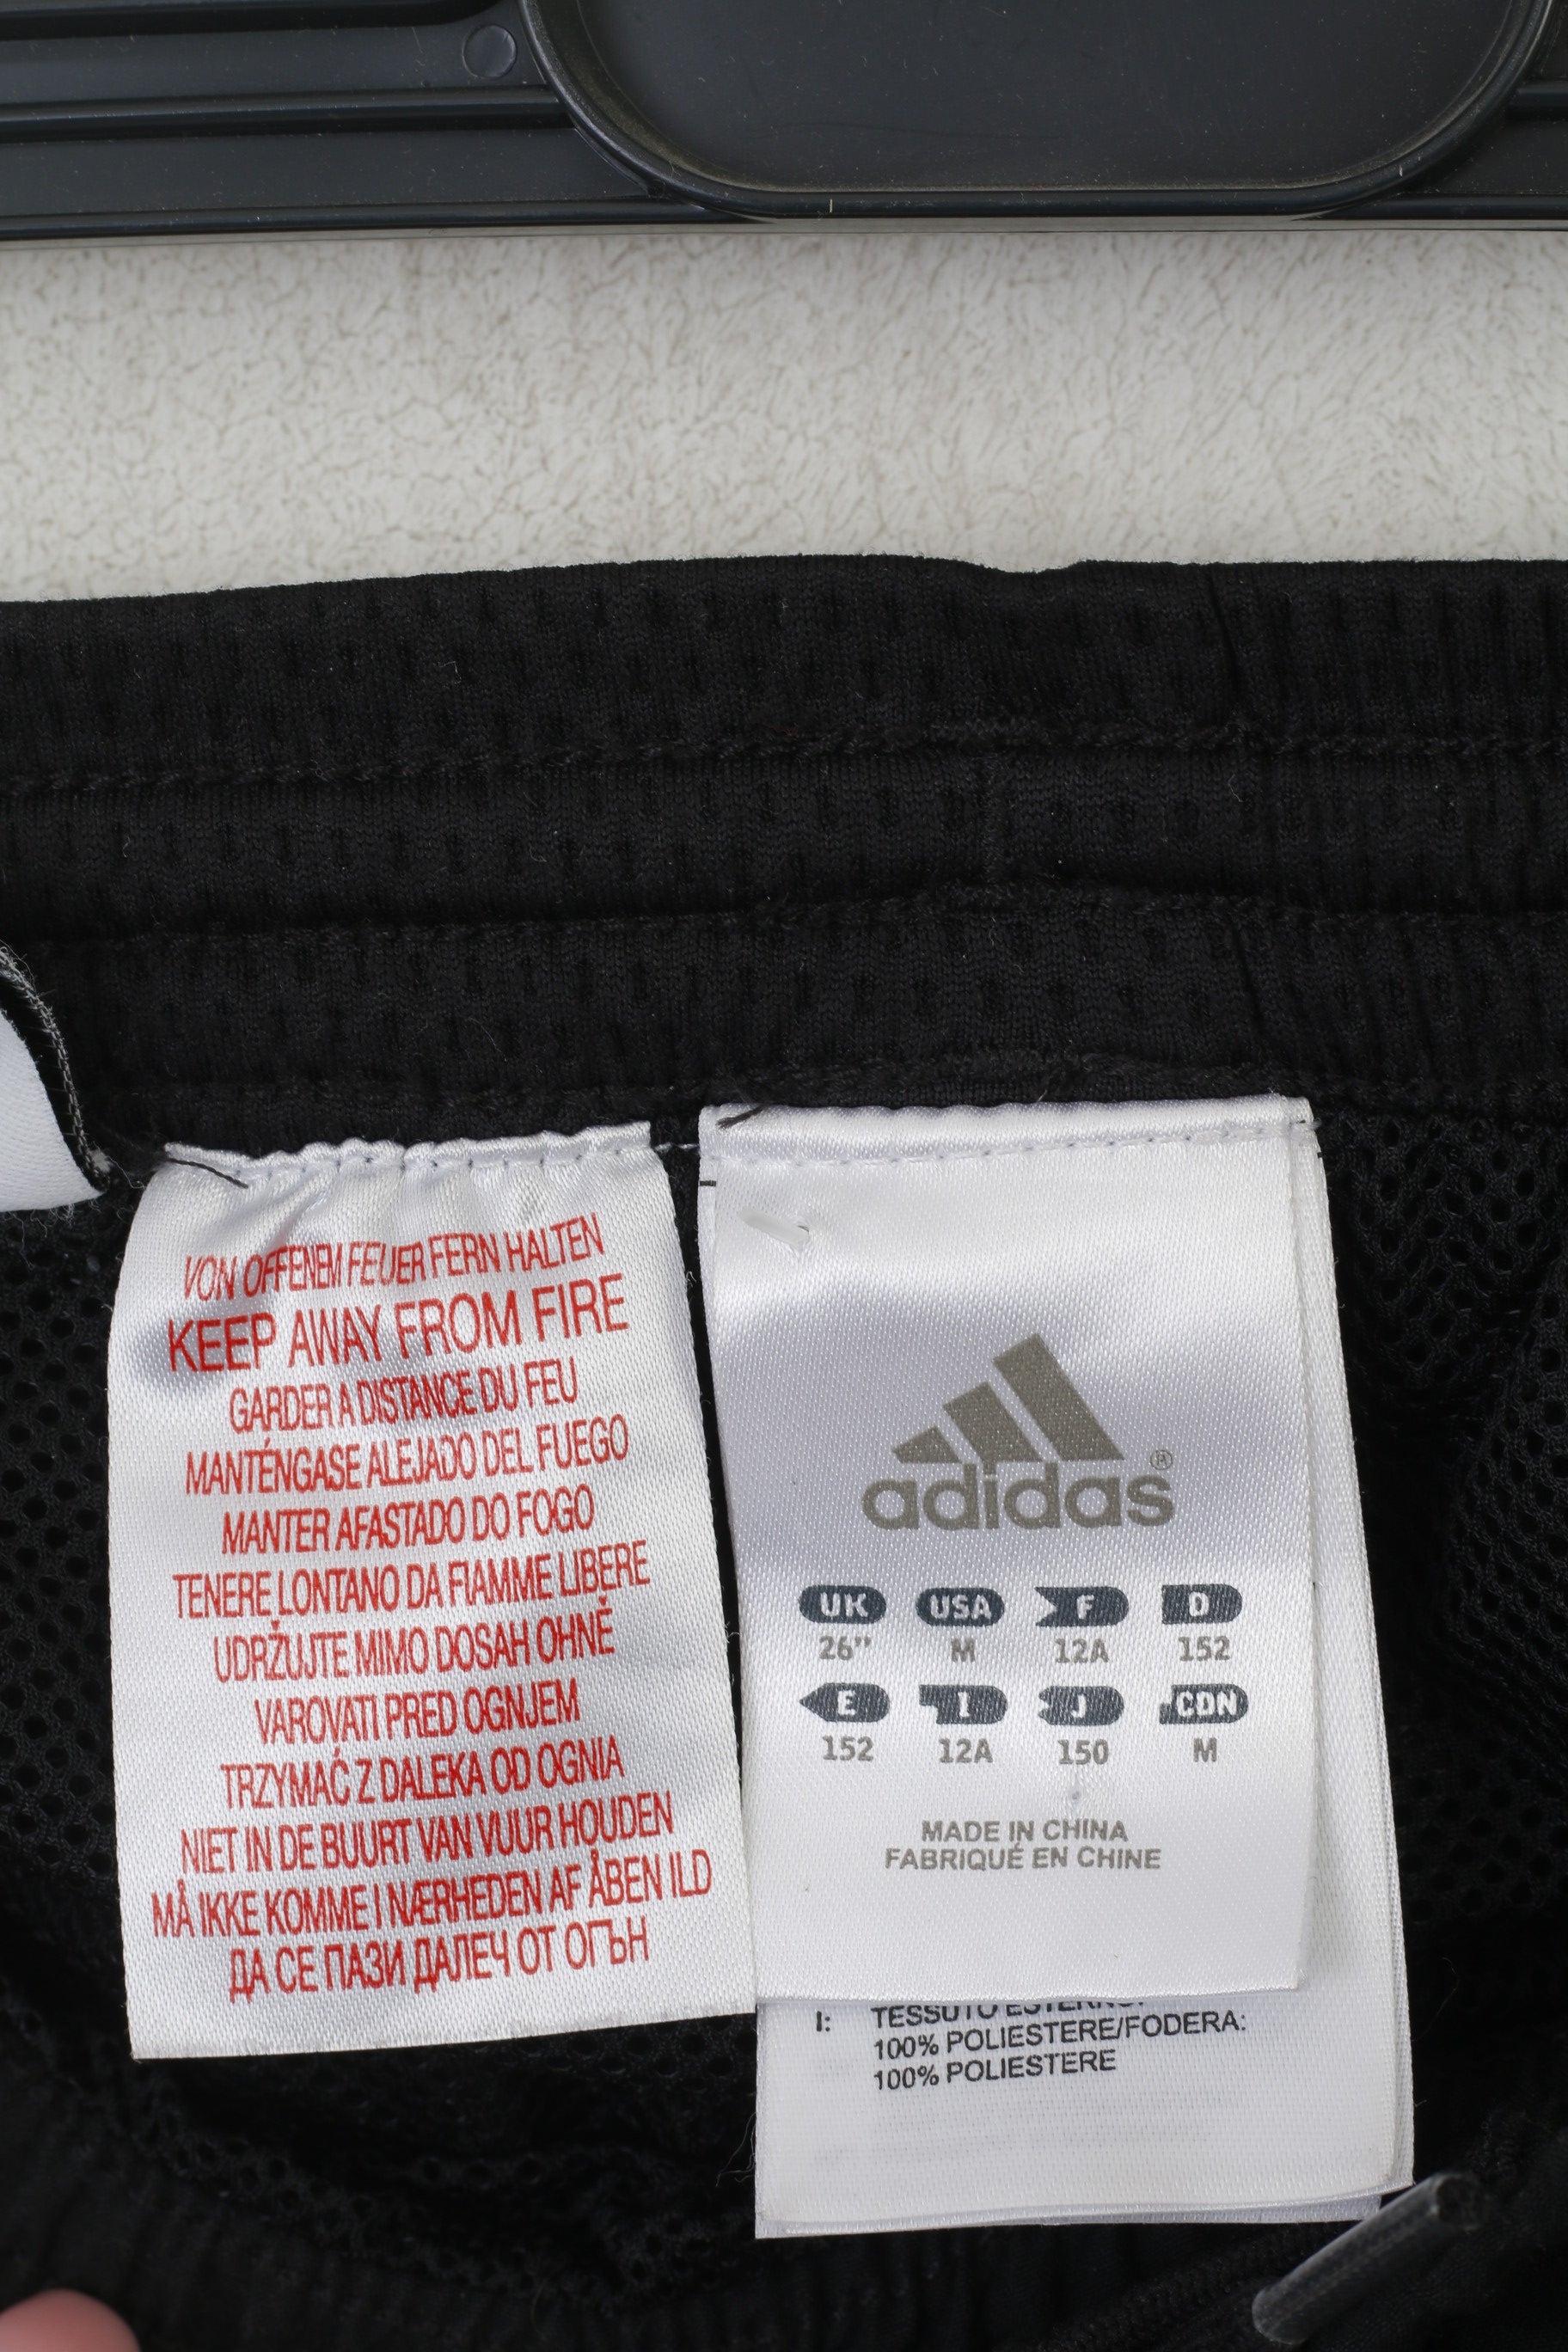 VON OFFENEM FEUER FERN HALTEN
KEEP AWAY FROM FIRE
GARDER A DISTANCE DU FEU
MANTÉNGASE ALEJADO DEL FUEGO
MANTER AFASTADO DO FOGO
TENERE LONTANO DA FIAMME LIBERE
UDRŽUJTE MIMO DOSAH OHNĚ
VAROVATI PRED OGNJEM
TRZYMAĆ Z DALEKA OD OGNIA
NIET IN DE BUURT VAN VUUR HOUDEN
MÅ IKKE KOMME I NÆRHEDEN AF ÅBEN ILD
ДА СЕ ПАЗИ ДАЛЕЧ ОТ ОГЪН
adidas®
UK USA F D
26" M 12A 152
E I J CDN
152 12A 150 M
MADE IN CHINA
FABRIQUÉ EN CHINE
I: TESSUTO ESTERNO:
100% POLIESTERE/FODERA:
100% POLIESTERE